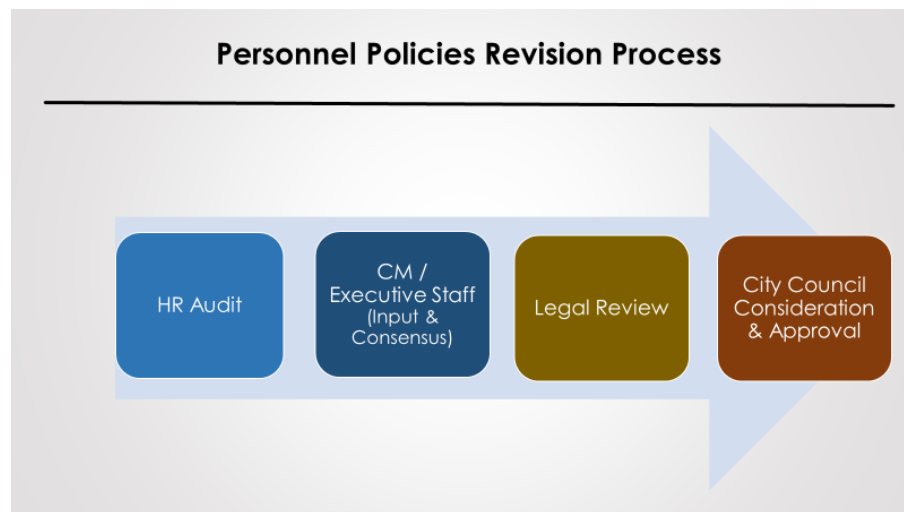 Personnel Policies Revision Process
HR Audit
CM /
Executive Staff
(Input &
Consensus)
Legal Review
City Council
Consideration
& Approval